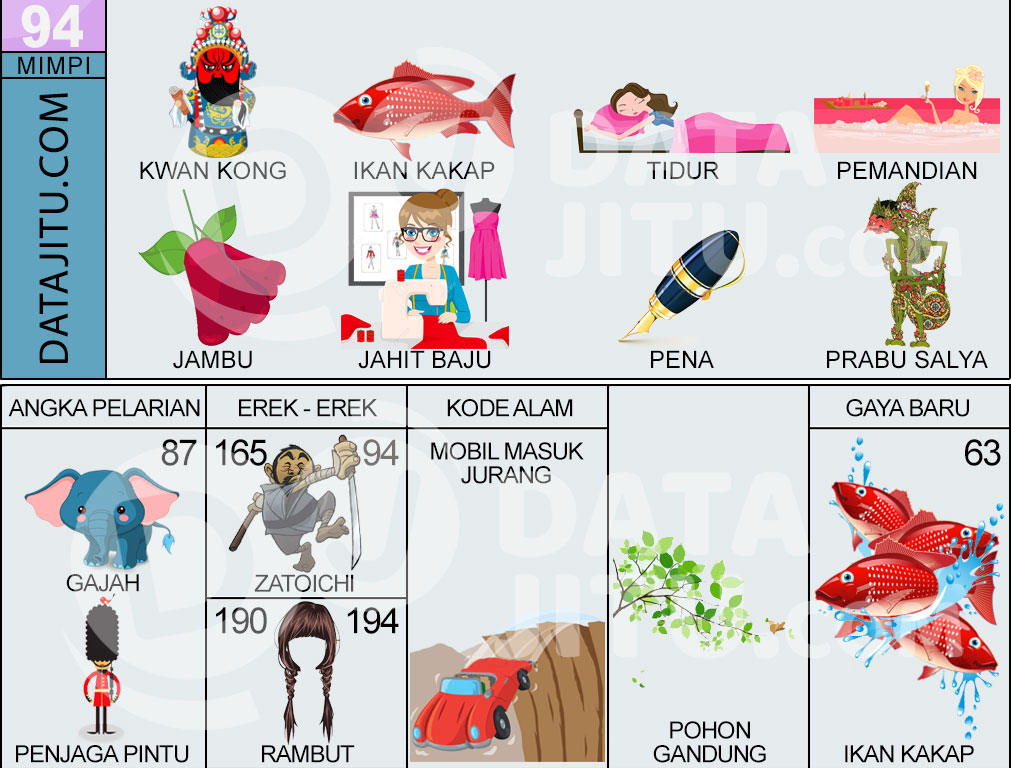 94
MIMPI
DATAJITU.COM
KWAN KONG
IKAN KAKAP
TIDUR
PEMANDIAN
JAMBU
JAHIT BAJU
PENA
PRABU SALYA
DATA
JITU.com
ANGKA PELARIAN
EREK - EREK
KODE ALAM
GAYA BARU
87
GAJAH
PENJAGA PINTU
165
94
ZATOICHI
190
194
RAMBUT
MOBIL MASUK
JURANG
POHON
GANDUNG
63
IKAN KAKAP
DATA
JITU.com